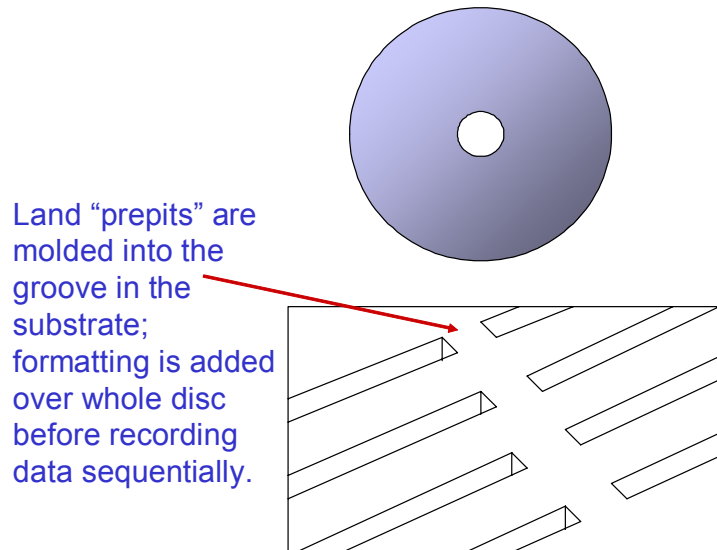 Land “prepits” are
molded into the
groove in the
substrate;
formatting is added
over whole disc
before recording
data sequentially.